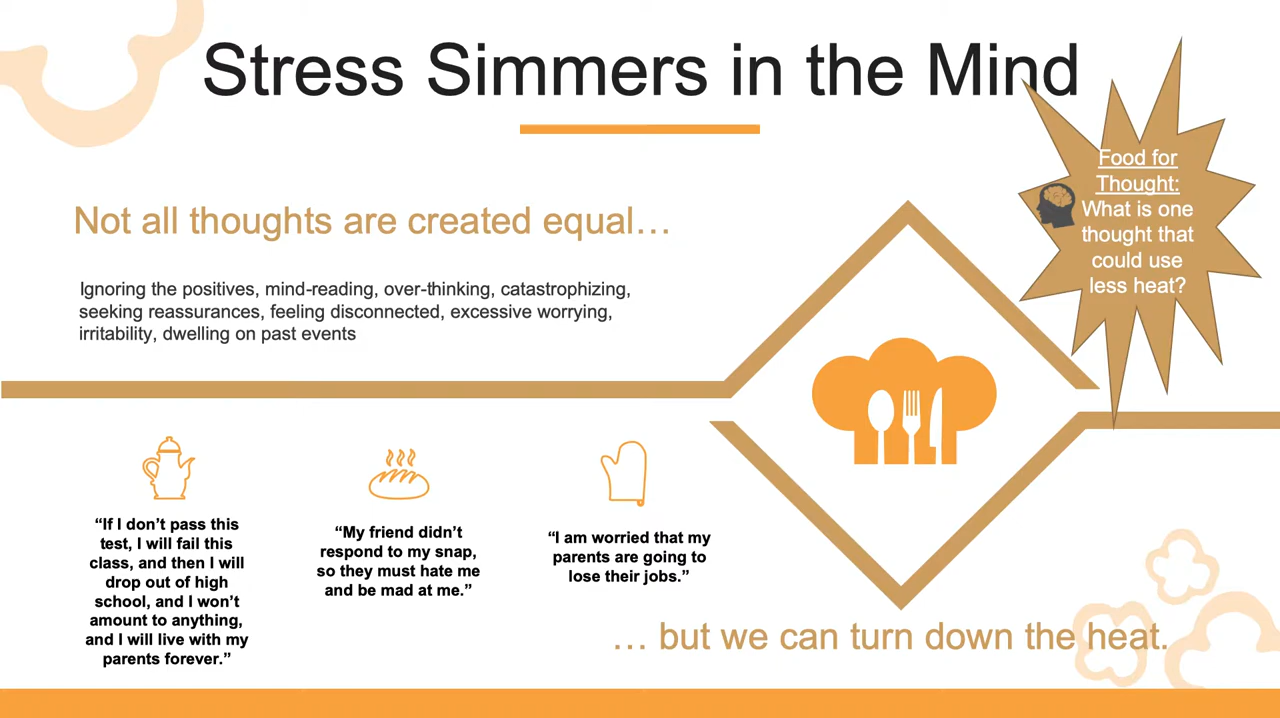 Stress Simmers in the Mind
Food for
Thought:
What is one
thought that
could use
less heat?
Not all thoughts are created equal…
Ignoring the positives, mind-reading, over-thinking, catastrophizing,
seeking reassurances, feeling disconnected, excessive worrying,
irritability, dwelling on past events
“If I don’t pass this
test, I will fail this
class, and then I will
drop out of high
school, and I won’t
amount to anything,
and I will live with my
parents forever.”
“My friend didn’t
respond to my snap,
so they must hate me
and be mad at me.”
“I am worried that my
parents are going to
lose their jobs.”
… but we can turn down the heat.